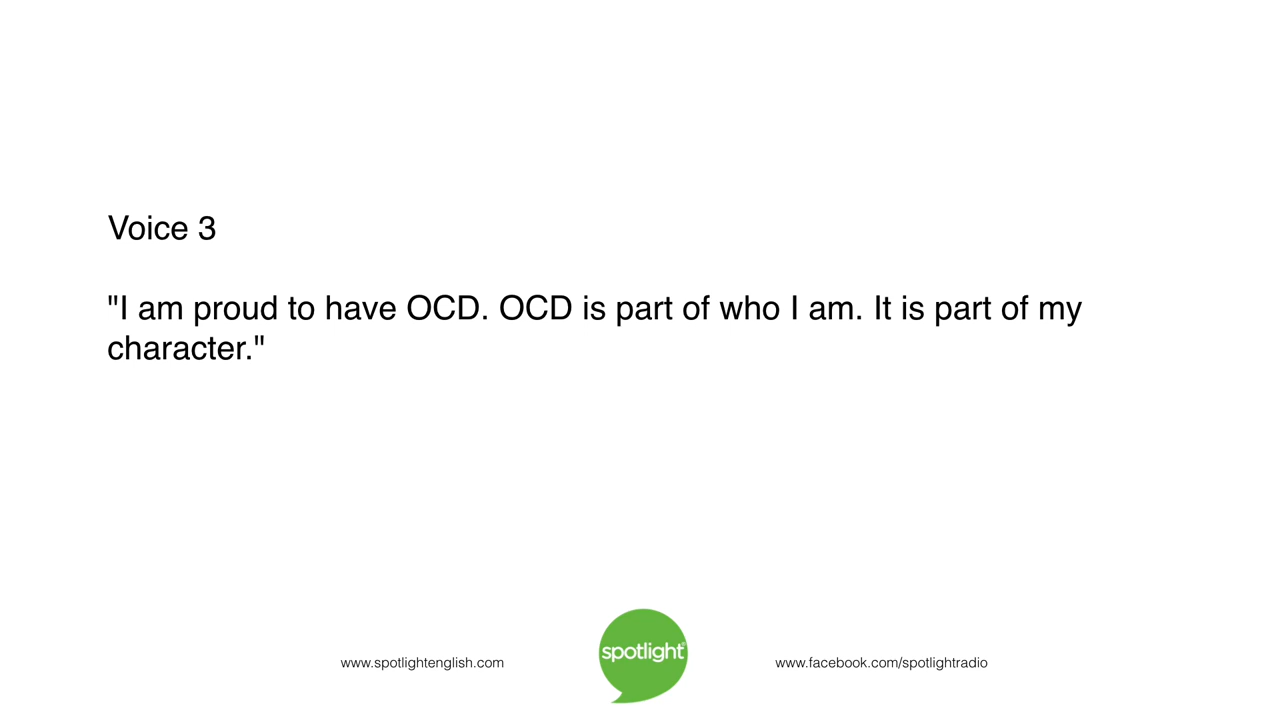 Voice 3
"I am proud to have OCD. OCD is part of who I am. It is part of my
character."
www.spotlightenglish.com
spotlight®
www.facebook.com/spotlightradio